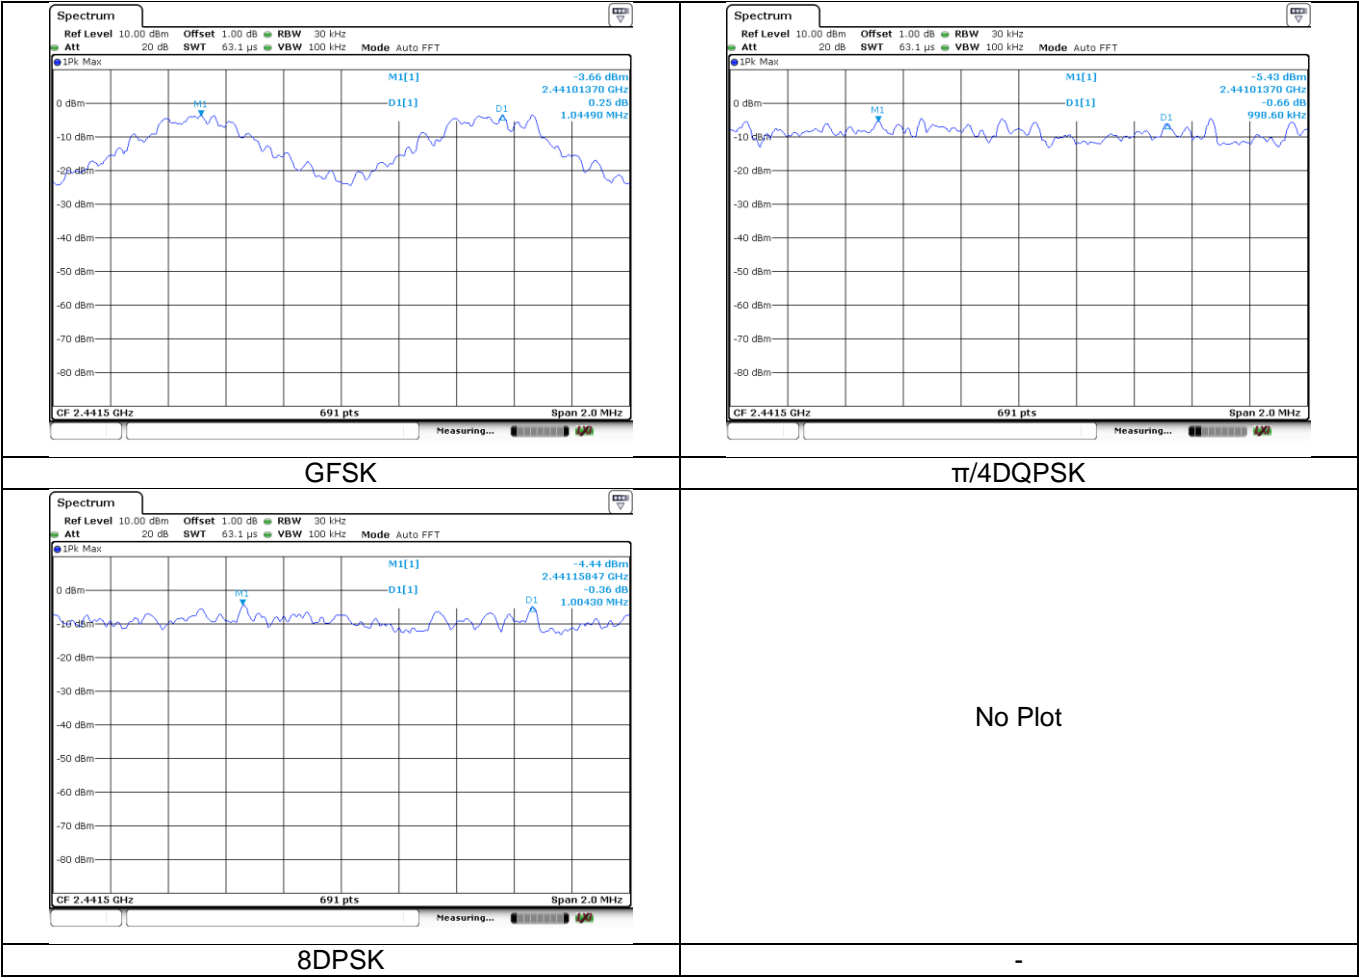 Spectrum
Ref Level 10.00 dBm Offset 1.00 dB RBW 30 kHz
Att 20 dB SWT 63.1 µs VBW 100 kHz Mode Auto FFT
1Pk Max
M1[1] -3.66 dBm
2.44101370 GHz
D1[1] 0.25 dB
1.04490 MHz
M1
D1
0 dBm
-10 dBm
-20 dBm
-30 dBm
-40 dBm
-50 dBm
-60 dBm
-70 dBm
-80 dBm
CF 2.4415 GHz 691 pts Span 2.0 MHz
Measuring...
GFSK
Spectrum
Ref Level 10.00 dBm Offset 1.00 dB RBW 30 kHz
Att 20 dB SWT 63.1 µs VBW 100 kHz Mode Auto FFT
1Pk Max
M1[1] -5.43 dBm
2.44101370 GHz
D1[1] -0.66 dB
998.60 kHz
M1
D1
0 dBm
-10 dBm
-20 dBm
-30 dBm
-40 dBm
-50 dBm
-60 dBm
-70 dBm
-80 dBm
CF 2.4415 GHz 691 pts Span 2.0 MHz
Measuring...
π/4DQPSK
Spectrum
Ref Level 10.00 dBm Offset 1.00 dB RBW 30 kHz
Att 20 dB SWT 63.1 µs VBW 100 kHz Mode Auto FFT
1Pk Max
M1[1] -4.44 dBm
2.44115847 GHz
D1[1] -0.36 dB
1.00430 MHz
M1
D1
0 dBm
-10 dBm
-20 dBm
-30 dBm
-40 dBm
-50 dBm
-60 dBm
-70 dBm
-80 dBm
CF 2.4415 GHz 691 pts Span 2.0 MHz
Measuring...
8DPSK
No Plot
-